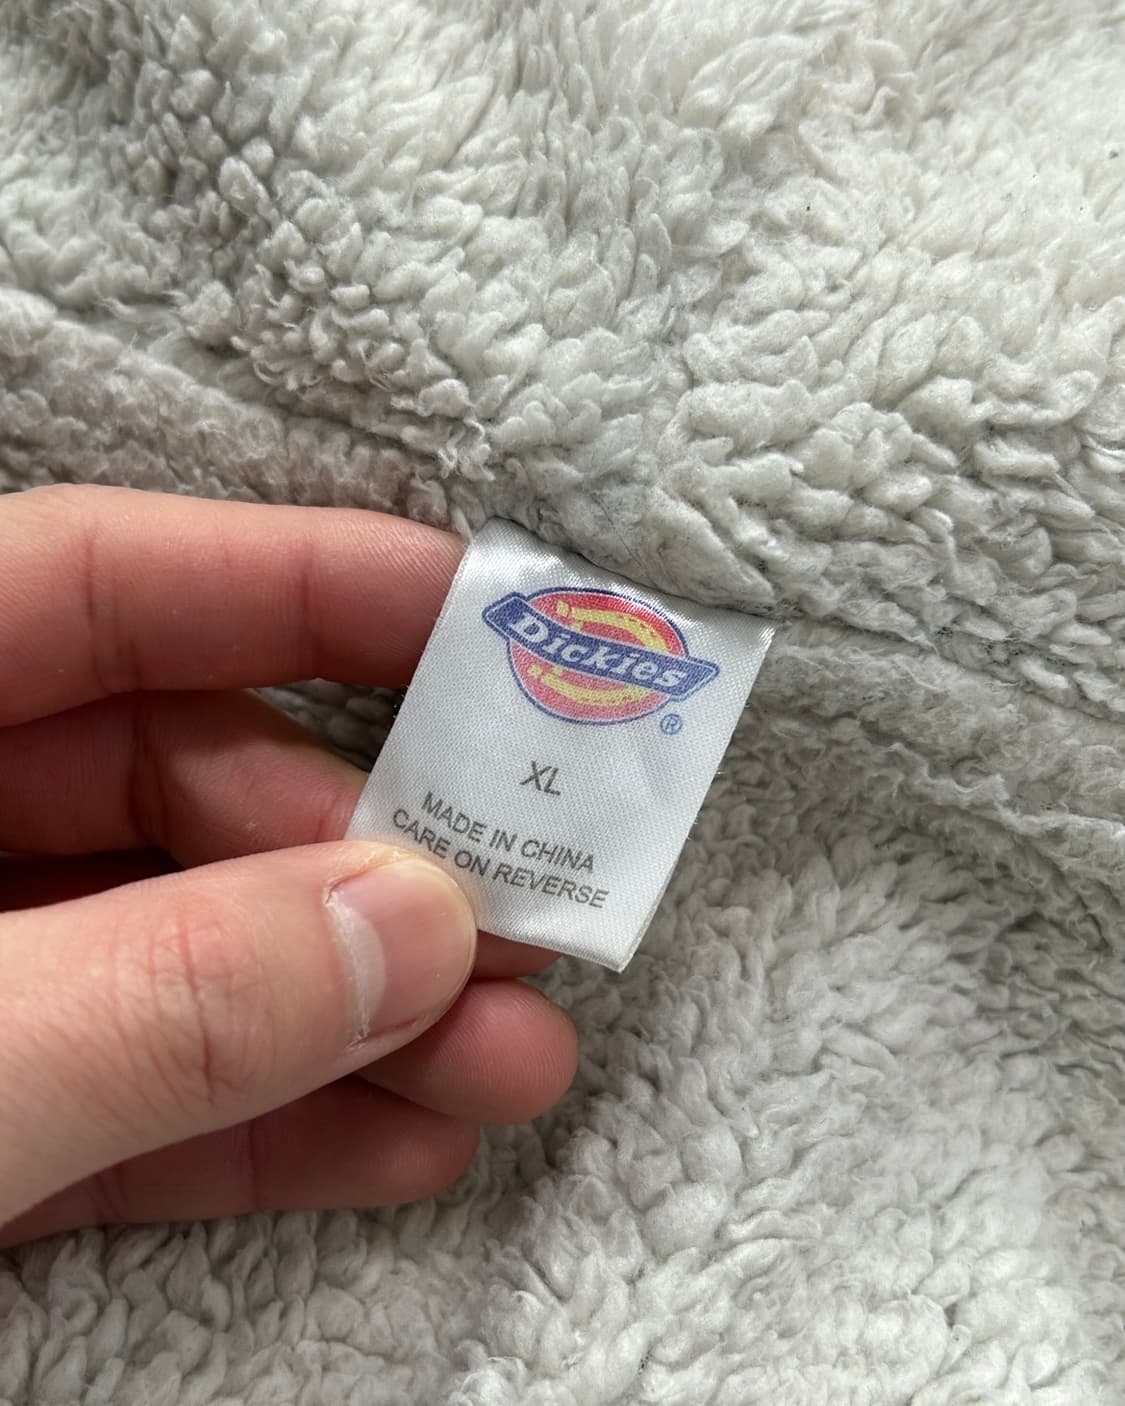 Dickies
®
XL
MADE IN CHINA
CARE ON REVERSE